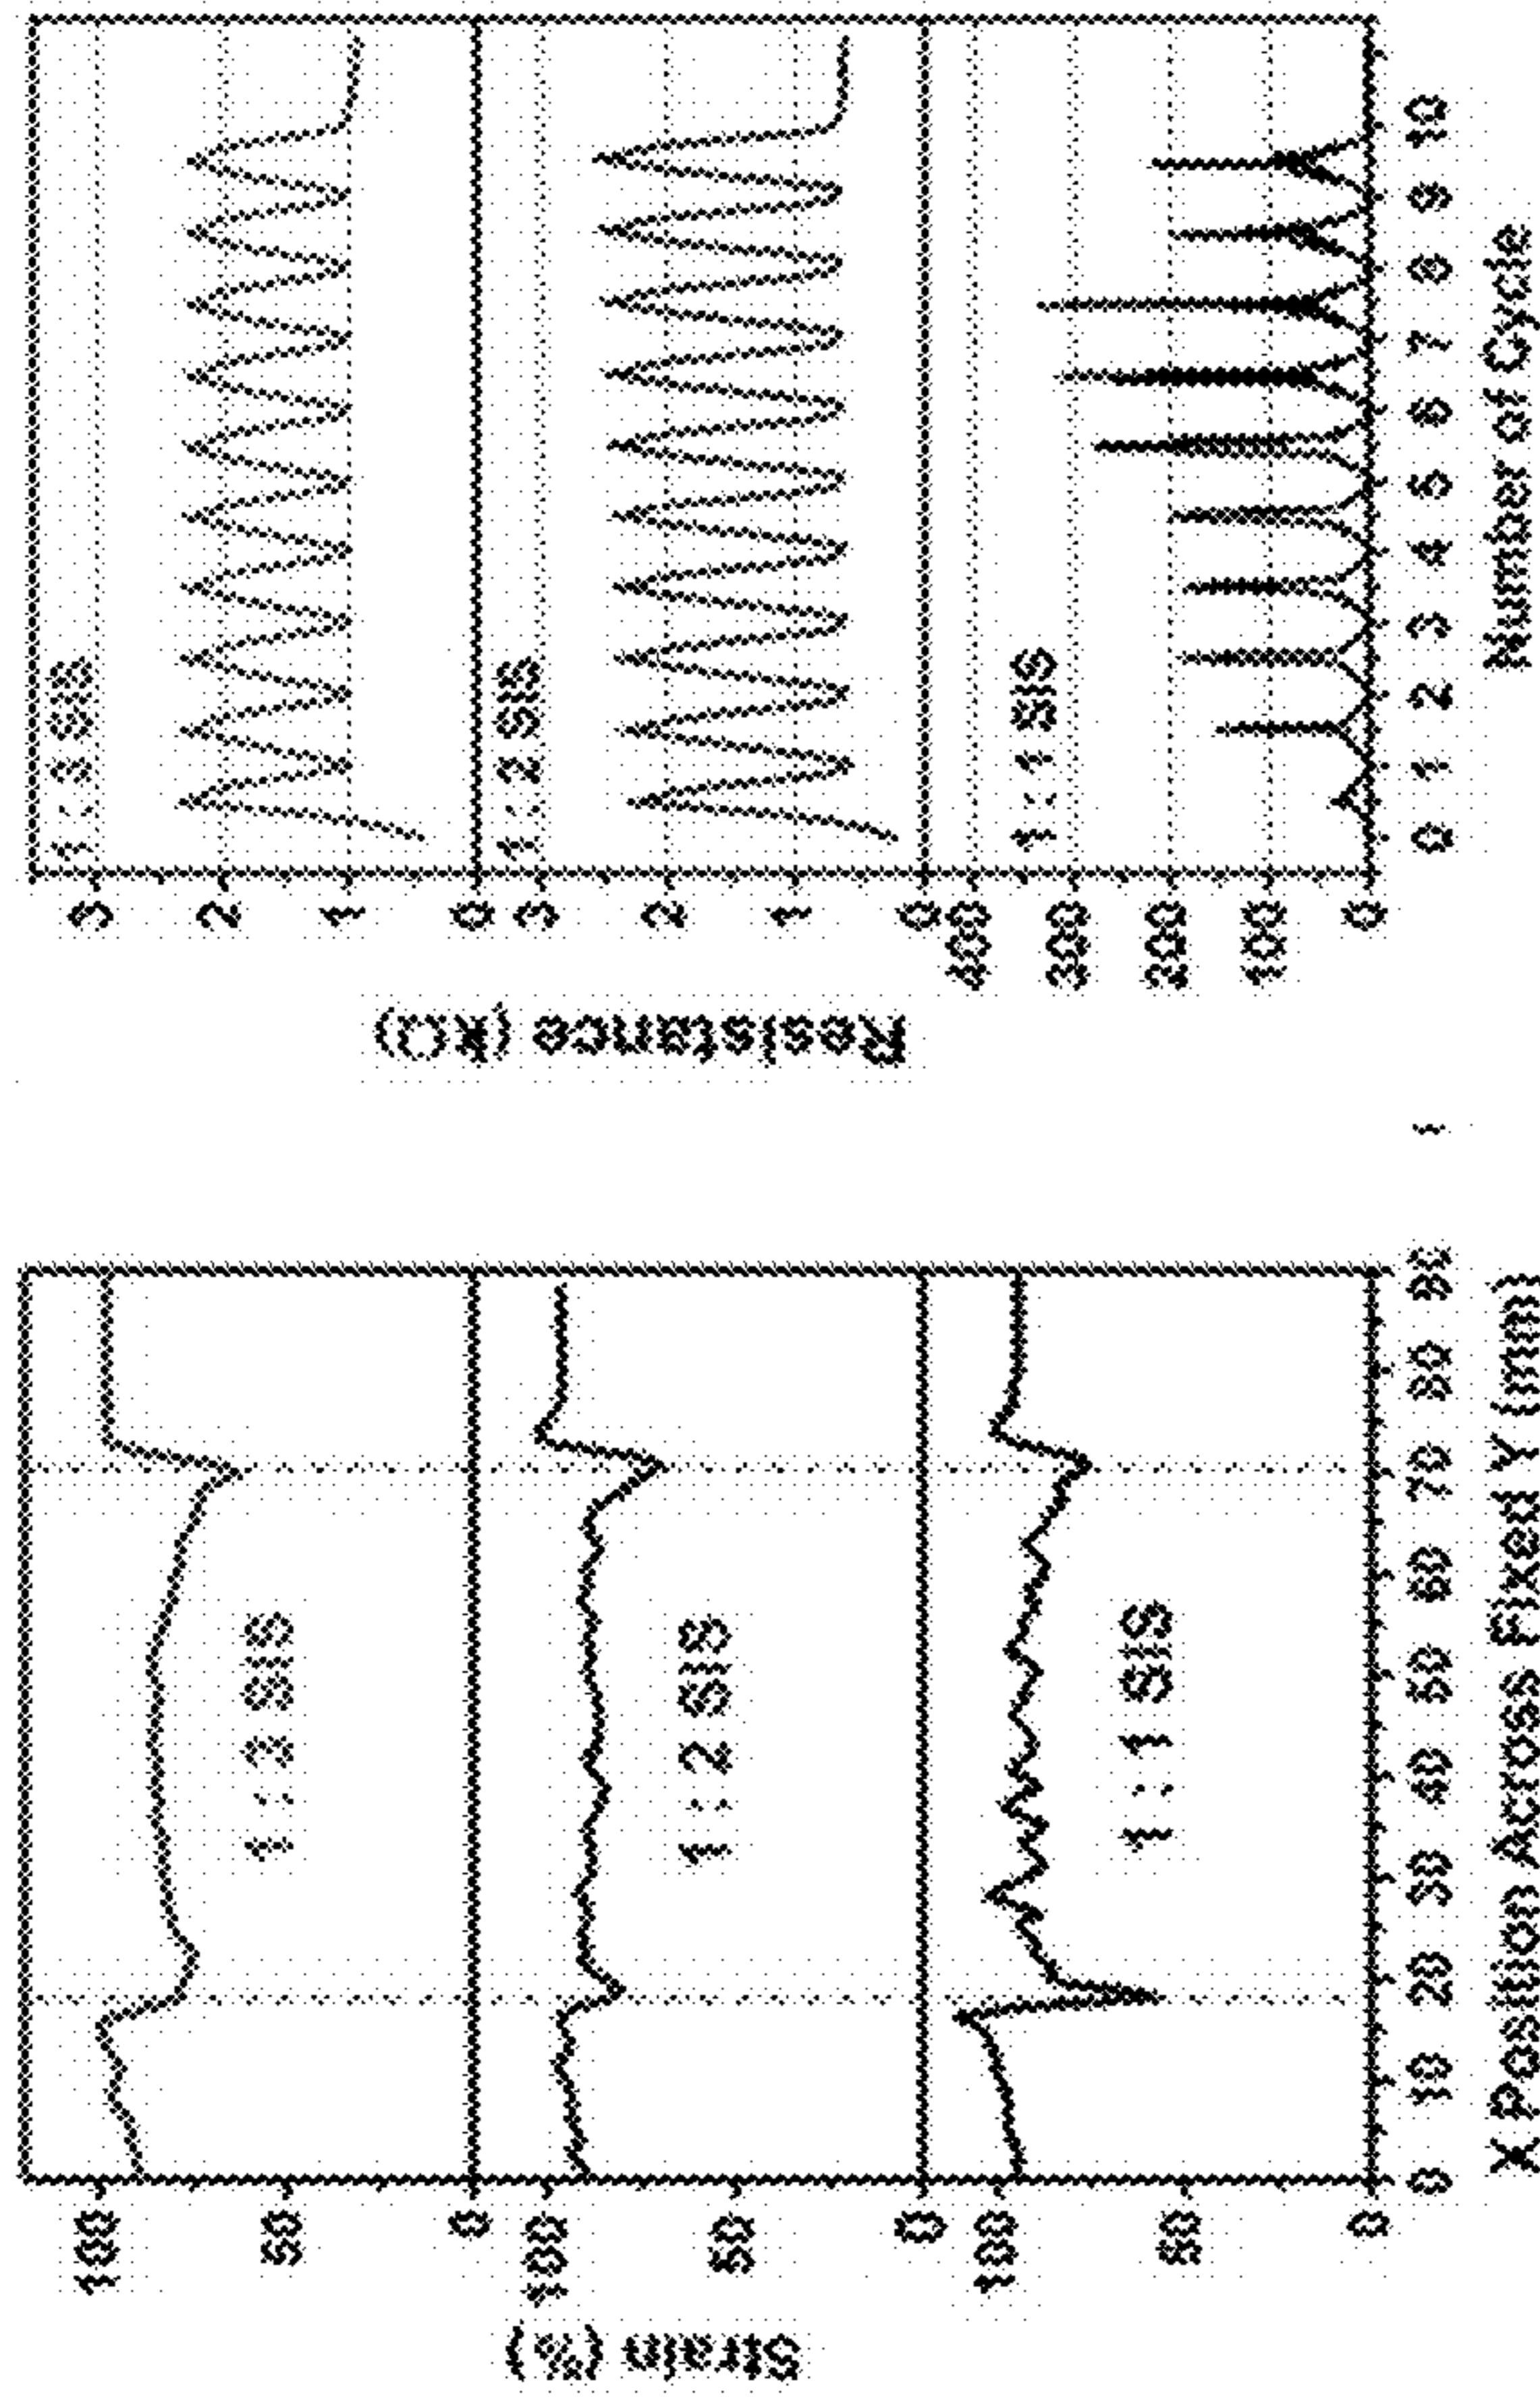 Strain (%)
100
50
0
100
50
0
100
50
0
1 : 3 SIS
1 : 2 SIS
1 : 1 SIS
0 10 20 30 40 50 60 70 80
X Position Across Fixed Y (mm)
Resistance (kΩ)
3
2
1
0
3
2
1
0
400
300
200
100
0
1 : 3 SIS
1 : 2 SIS
1 : 1 SIS
0 1 2 3 4 5 6 7 8 9 10
Number of Cycle